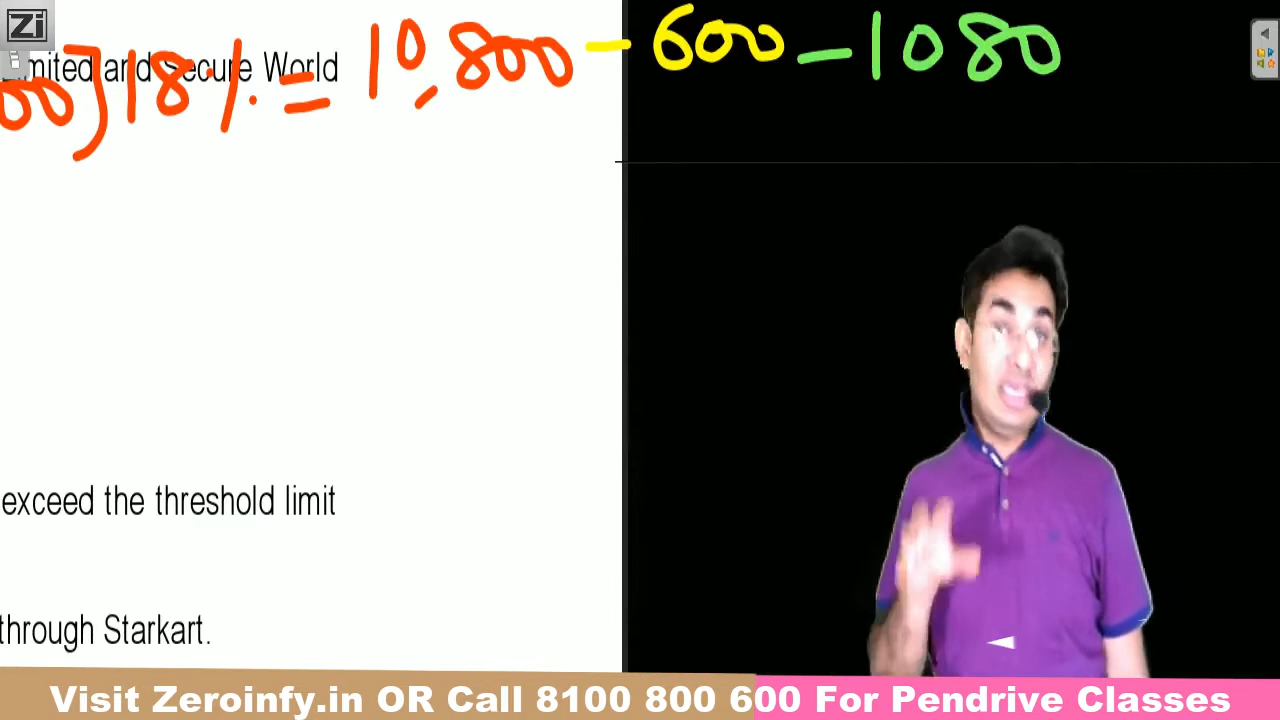 Zi
Limited and Secure World
00] 18% = 10,800 - 600 - 1080
exceed the threshold limit
through Starkart.
Visit Zeroinfy.in OR Call 8100 800 600 For Pendrive Classes